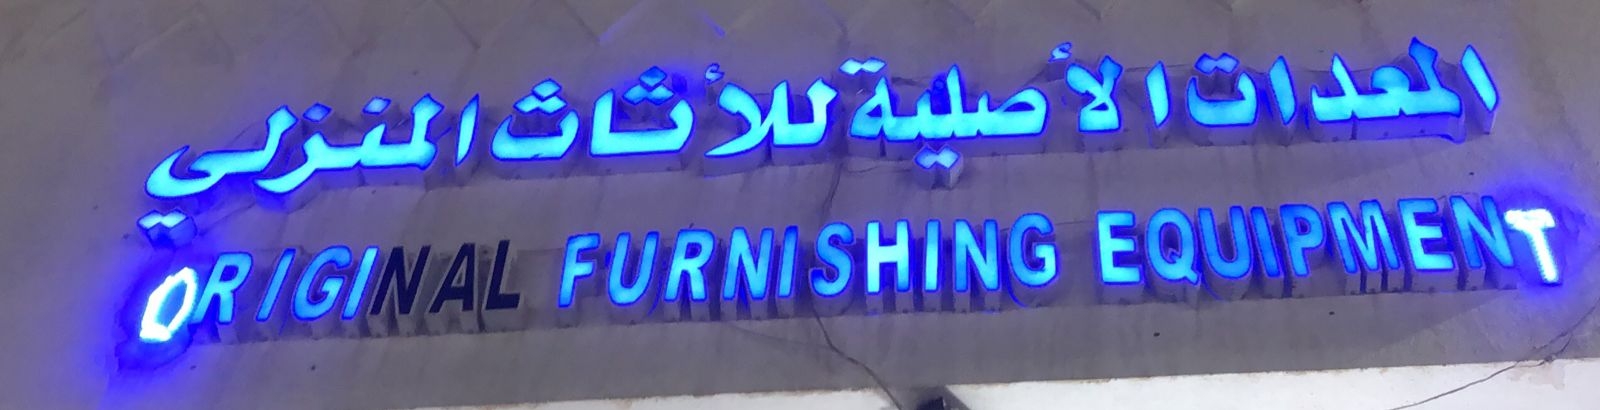 المعدات الأصلية للأثاث المنزلي
ORIGINAL FURNISHING EQUIPMENT